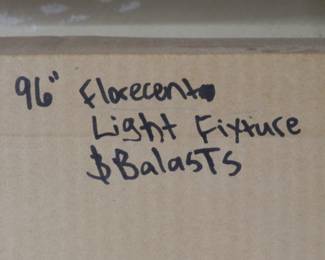 96" Florecent
Light Fixture
$BalasTs